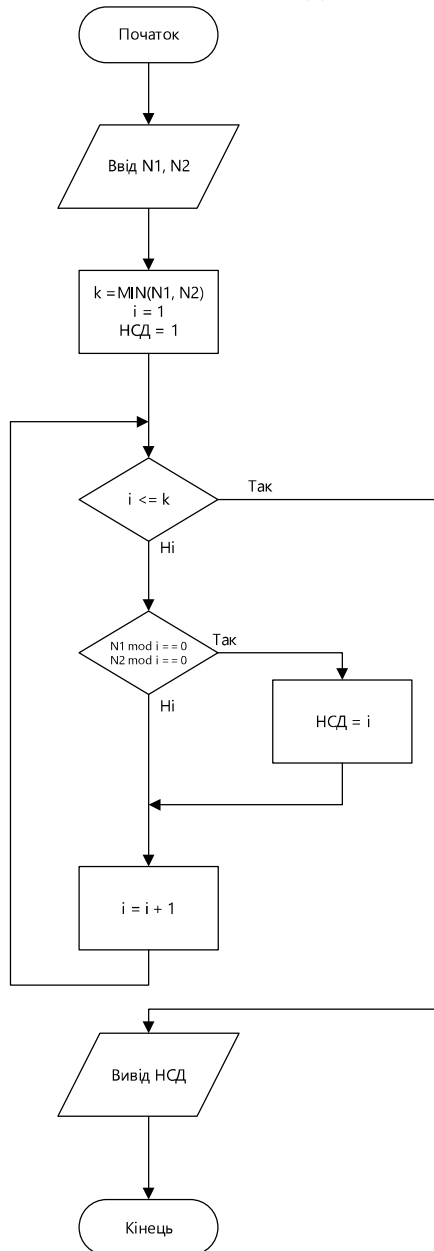 Початок
Ввід N1, N2
k =MIN(N1, N2)
i = 1
НСД = 1
i <= k
Так
Ні
N1 mod i == 0
N2 mod i == 0
Так
Ні
НСД = i
i = i + 1
Вивід НСД
Кінець